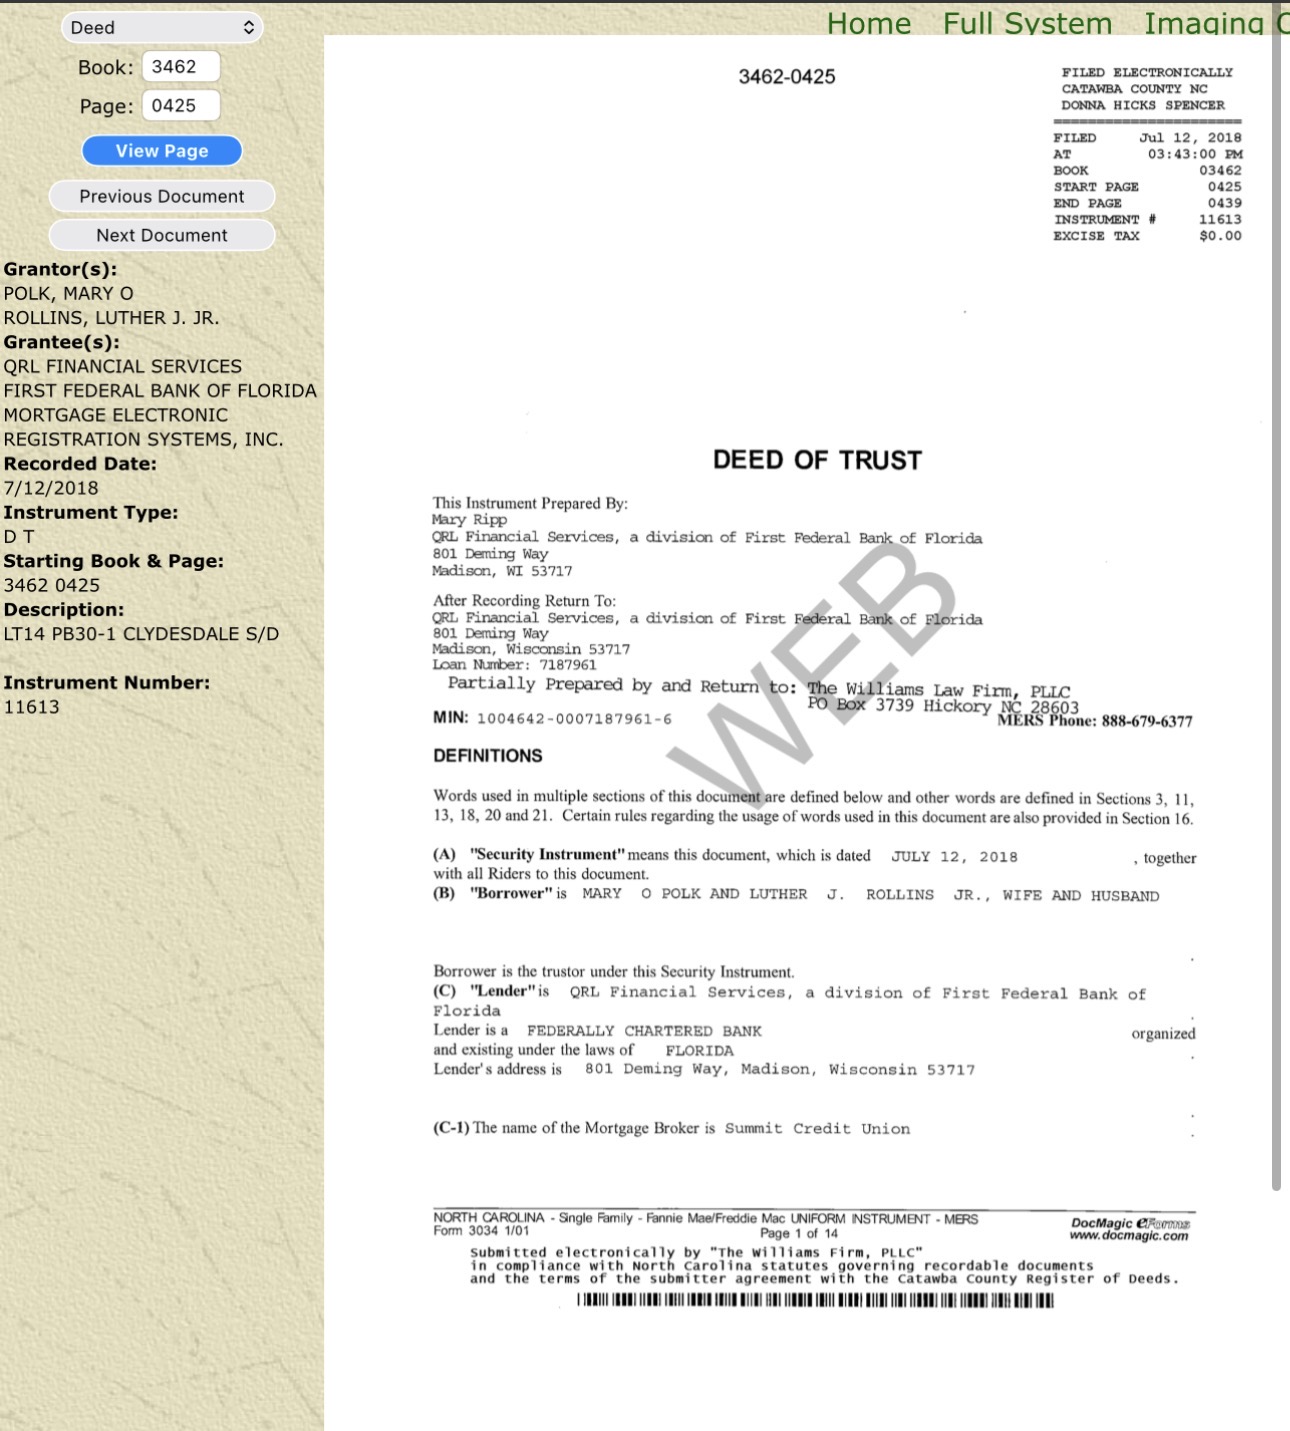 Home Full System Imaging
Deed
Book: 3462
Page: 0425
View Page
Previous Document
Next Document
Grantor(s):
POLK, MARY O
ROLLINS, LUTHER J. JR.
Grantee(s):
QRL FINANCIAL SERVICES
FIRST FEDERAL BANK OF FLORIDA
MORTGAGE ELECTRONIC
REGISTRATION SYSTEMS, INC.
Recorded Date:
7/12/2018
Instrument Type:
D T
Starting Book & Page:
3462 0425
Description:
LT14 PB30-1 CLYDESDALE S/D
Instrument Number:
11613
3462-0425
FILED ELECTRONICALLY
CATAWBA COUNTY NC
DONNA HICKS SPENCER
FILED Jul 12, 2018
AT 03:43:00 PM
BOOK 03462
START PAGE 0425
END PAGE 0439
INSTRUMENT # 11613
EXCISE TAX $0.00
DEED OF TRUST
This Instrument Prepared By:
Mary Ripp
QRL Financial Services, a division of First Federal Bank of Florida
801 Deming Way
Madison, WI 53717
After Recording Return To:
QRL Financial Services, a division of First Federal Bank of Florida
801 Deming Way
Madison, Wisconsin 53717
Loan Number: 7187961
Partially Prepared by and Return to: The Williams Law Firm, PLLC
PO Box 3739 Hickory NC 28603
MIN: 1004642-0007187961-6 MERS Phone: 888-679-6377
WEB
DEFINITIONS
Words used in multiple sections of this document are defined below and other words are defined in Sections 3, 11,
13, 18, 20 and 21. Certain rules regarding the usage of words used in this document are also provided in Section 16.
(A) "Security Instrument" means this document, which is dated JULY 12, 2018 , together
with all Riders to this document.
(B) "Borrower" is MARY O POLK AND LUTHER J. ROLLINS JR., WIFE AND HUSBAND
.
Borrower is the trustor under this Security Instrument.
(C) "Lender" is QRL Financial Services, a division of First Federal Bank of
Florida .
Lender is a FEDERALLY CHARTERED BANK organized
and existing under the laws of FLORIDA .
Lender's address is 801 Deming Way, Madison, Wisconsin 53717
.
(C-1) The name of the Mortgage Broker is Summit Credit Union .
NORTH CAROLINA - Single Family - Fannie Mae/Freddie Mac UNIFORM INSTRUMENT - MERS
Form 3034 1/01 Page 1 of 14
DocMagic eForms
www.docmagic.com
Submitted electronically by "The Williams Firm, PLLC"
in compliance with North Carolina statutes governing recordable documents
and the terms of the submitter agreement with the Catawba County Register of Deeds.